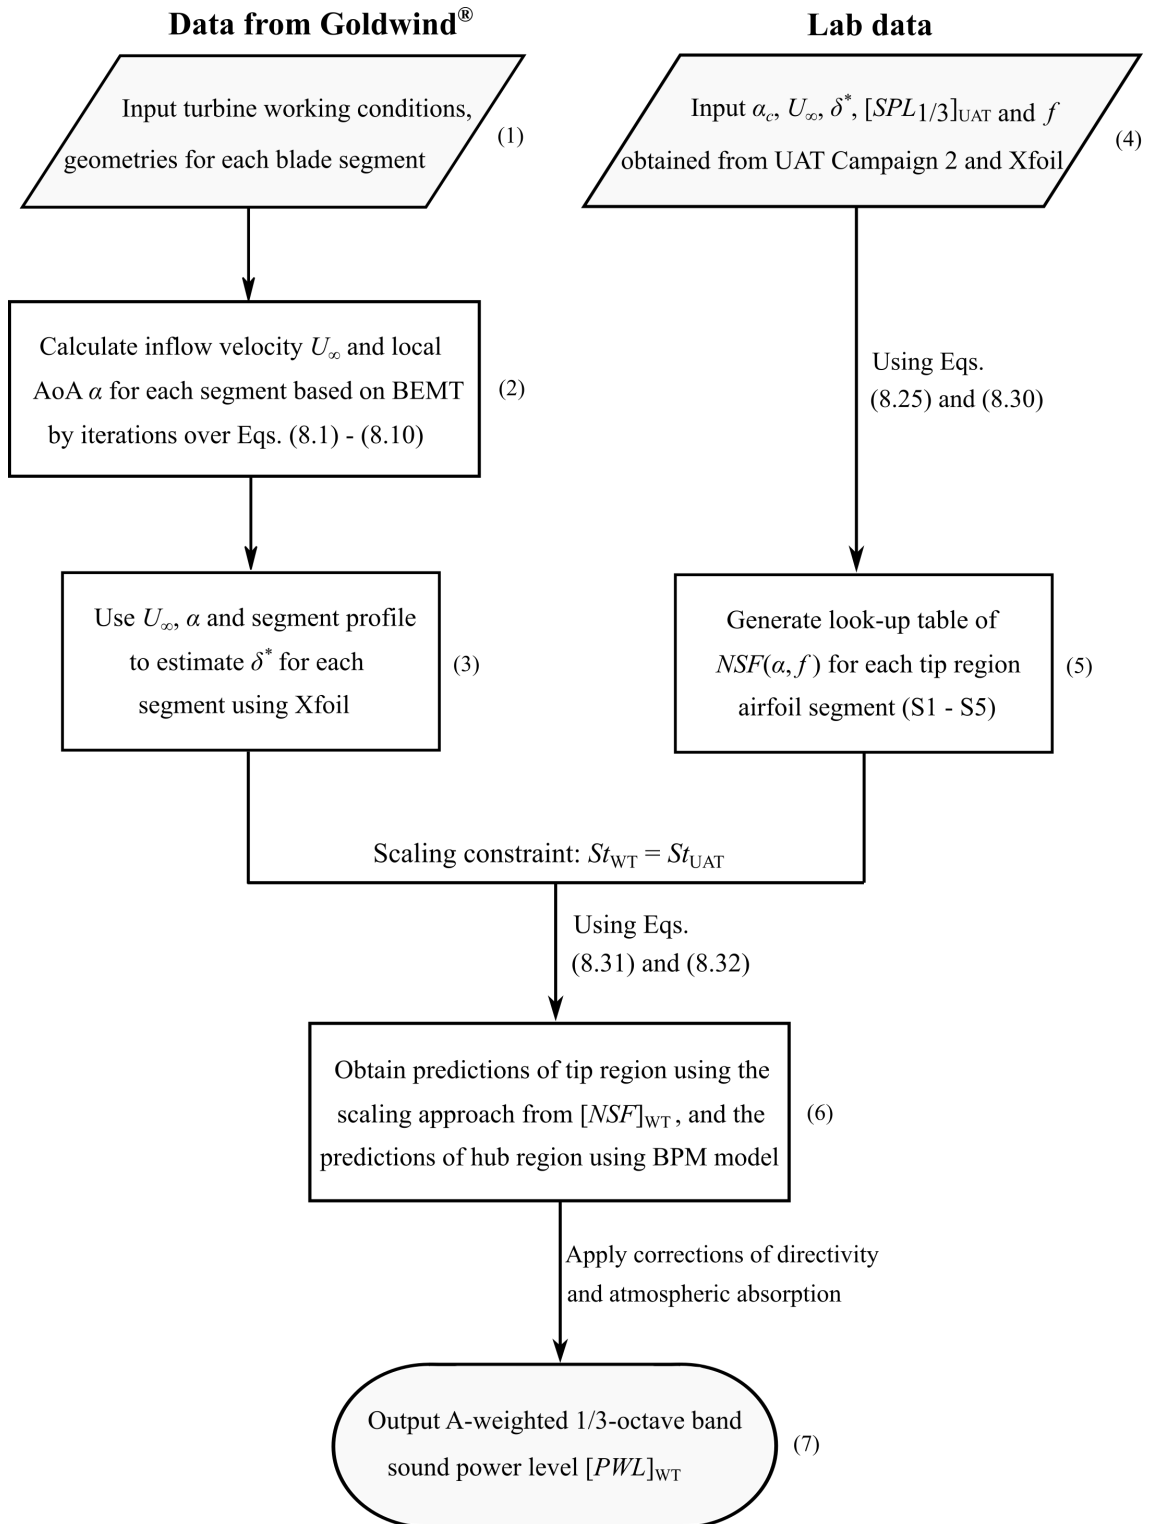 Data from Goldwind®
Input turbine working conditions,
geometries for each blade segment
(1)
Calculate inflow velocity U∞ and local
AoA α for each segment based on BEMT
by iterations over Eqs. (8.1) - (8.10)
(2)
Use U∞, α and segment profile
to estimate δ* for each
segment using Xfoil
(3)
Lab data
Input αc, U∞, δ*, [SPL1/3]UAT and f
obtained from UAT Campaign 2 and Xfoil
(4)
Using Eqs.
(8.25) and (8.30)
Generate look-up table of
NSF(α, f) for each tip region
airfoil segment (S1 - S5)
(5)
Scaling constraint: StWT = StUAT
Using Eqs.
(8.31) and (8.32)
Obtain predictions of tip region using the
scaling approach from [NSF]WT, and the
predictions of hub region using BPM model
(6)
Apply corrections of directivity
and atmospheric absorption
Output A-weighted 1/3-octave band
sound power level [PWL]WT
(7)